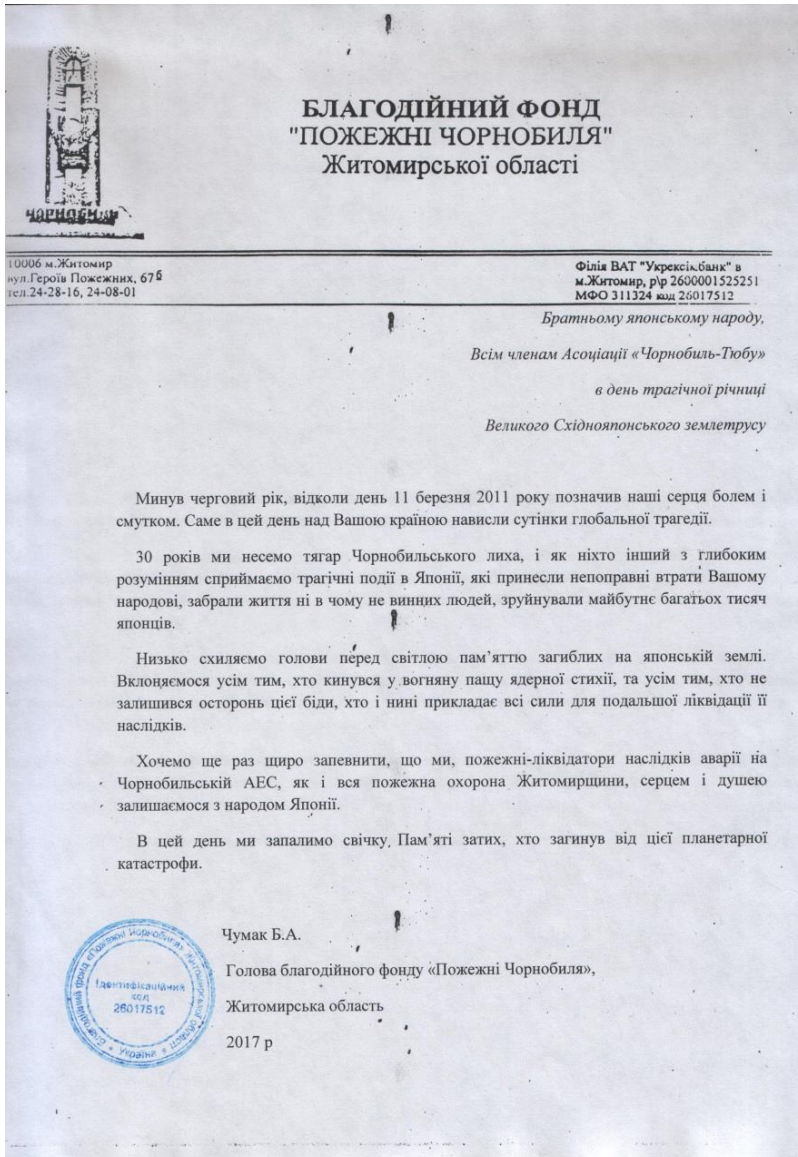 БЛАГОДІЙНИЙ ФОНД
"ПОЖЕЖНІ ЧОРНОБИЛЯ"
Житомирської області
ЧОРНОБИЛЬ
10006 м.Житомир
вул.Героїв Пожежних, 67б
тел.24-28-16, 24-08-01
Філія ВАТ "Укрексімбанк" в
м.Житомир, р\р 2600001525251
МФО 311324 код 26017512
Братньому японському народу,
Всім членам Асоціації «Чорнобиль-Тюбу»
в день трагічної річниці
Великого Східнояпонського землетрусу
Минув черговий рік, відколи день 11 березня 2011 року позначив наші серця болем і
смутком. Саме в цей день над Вашою країною нависли сутінки глобальної трагедії.
30 років ми несемо тягар Чорнобильського лиха, і як ніхто інший з глибоким
розумінням сприймаємо трагічні події в Японії, які принесли непоправні втрати Вашому
народові, забрали життя ні в чому не винних людей, зруйнували майбутнє багатьох тисяч
японців.
Низько схиляємо голови перед світлою пам’яттю загиблих на японській землі.
Вклоняємося усім тим, хто кинувся у вогняну пащу ядерної стихії, та усім тим, хто не
залишився осторонь цієї біди, хто і нині прикладає всі сили для подальшої ліквідації її
наслідків.
Хочемо ще раз щиро запевнити, що ми, пожежні-ліквідатори наслідків аварії на
Чорнобильській АЕС, як і вся пожежна охорона Житомирщини, серцем і душею
залишаємося з народом Японії.
В цей день ми запалимо свічку Пам’яті затих, хто загинув від цієї планетарної
катастрофи.
Чумак Б.А.
Голова благодійного фонду «Пожежні Чорнобиля»,
Житомирська область
2017 р
Благодійний фонд «Пожежні Чорнобиля» Житомирської області * Україна *
Ідентифікаційний
код
26017512